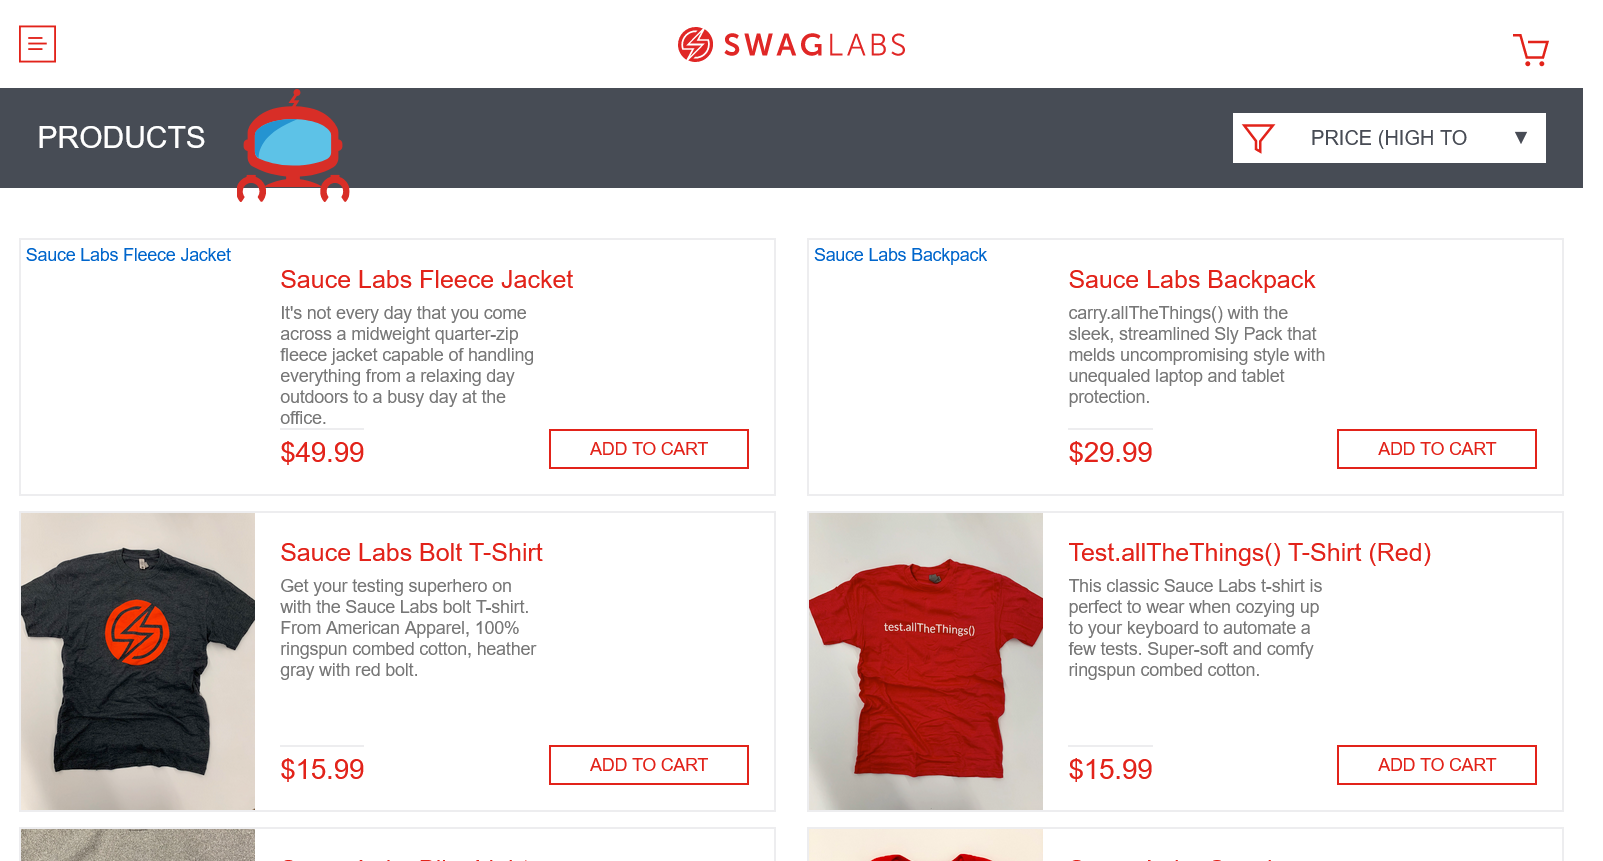 SWAGLABS
PRODUCTS
PRICE (HIGH TO
Sauce Labs Fleece Jacket
Sauce Labs Fleece Jacket
It's not every day that you come
across a midweight quarter-zip
fleece jacket capable of handling
everything from a relaxing day
outdoors to a busy day at the
office.
$49.99
ADD TO CART
Sauce Labs Backpack
Sauce Labs Backpack
carry.allTheThings() with the
sleek, streamlined Sly Pack that
melds uncompromising style with
unequaled laptop and tablet
protection.
$29.99
ADD TO CART
Sauce Labs Bolt T-Shirt
Get your testing superhero on
with the Sauce Labs bolt T-shirt.
From American Apparel, 100%
ringspun combed cotton, heather
gray with red bolt.
$15.99
ADD TO CART
test.allTheThings()
Test.allTheThings() T-Shirt (Red)
This classic Sauce Labs t-shirt is
perfect to wear when cozying up
to your keyboard to automate a
few tests. Super-soft and comfy
ringspun combed cotton.
$15.99
ADD TO CART